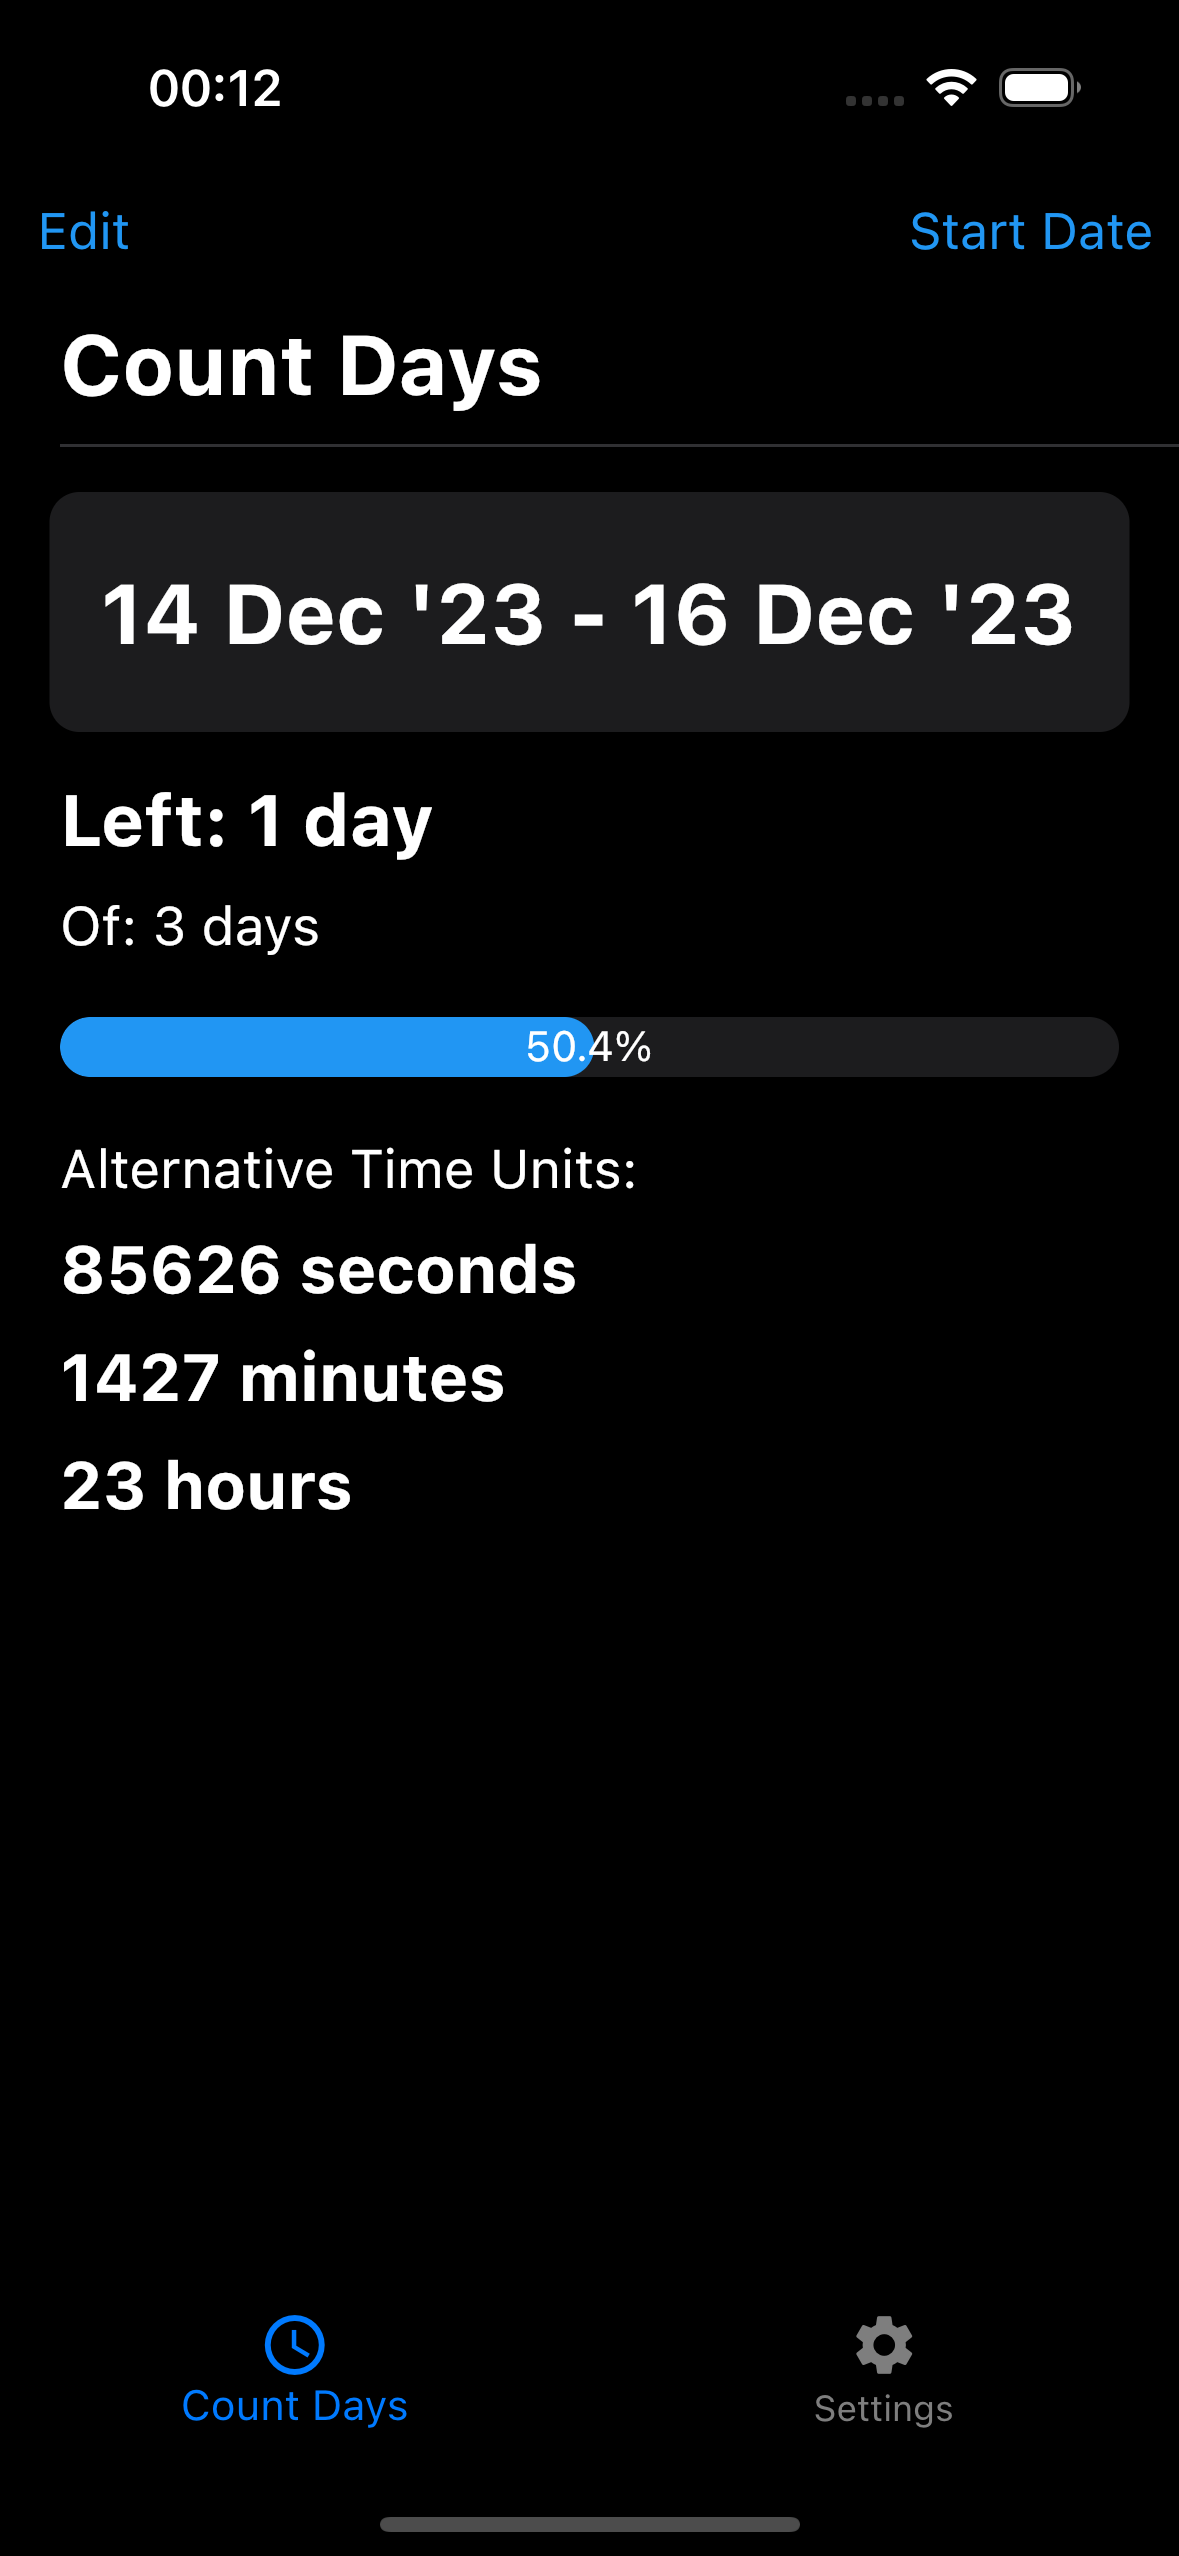 00:12
Edit
Start Date
Count Days
14 Dec '23 - 16 Dec '23
Left: 1 day
Of: 3 days
50.4%
Alternative Time Units:
85626 seconds
1427 minutes
23 hours
Count Days
Settings